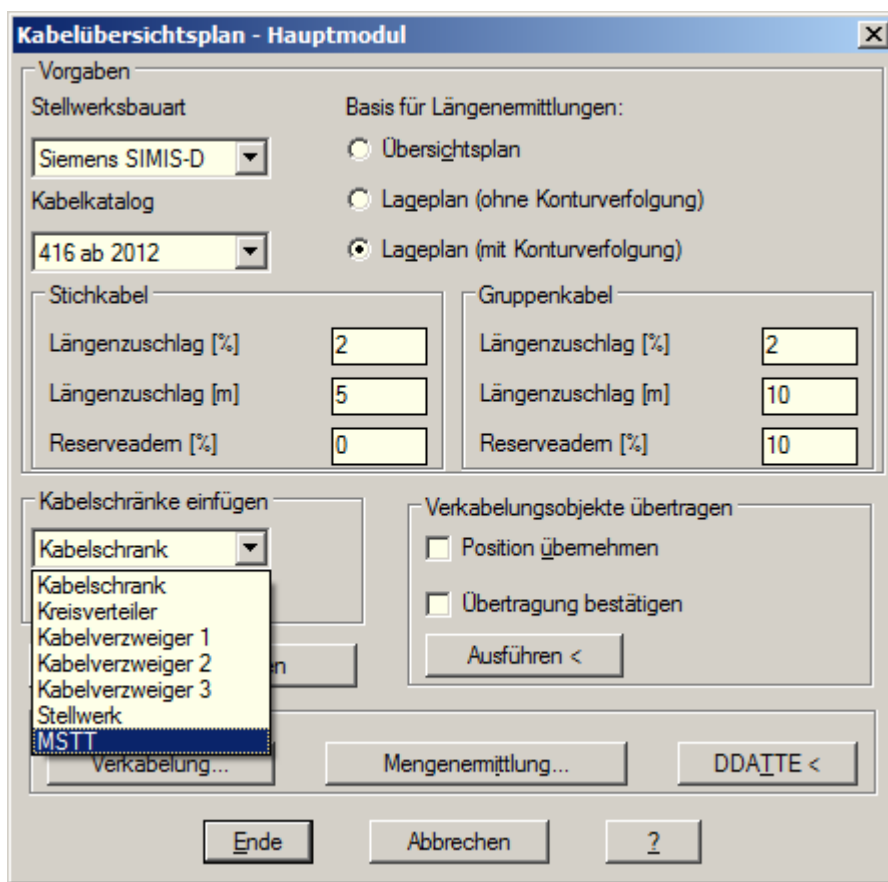 Kabelübersichtsplan - Hauptmodul
Vorgaben
Stellwerksbauart
Basis für Längenermittlungen:
Siemens SIMIS-D
Übersichtsplan
Kabelkatalog
Lageplan (ohne Konturverfolgung)
416 ab 2012
Lageplan (mit Konturverfolgung)
Stichkabel
Längenzuschlag [%] 2
Längenzuschlag [m] 5
Reserveadern [%] 0
Gruppenkabel
Längenzuschlag [%] 2
Längenzuschlag [m] 10
Reserveadern [%] 10
Kabelschränke einfügen
Kabelschrank
Kabelschrank
Kreisverteiler
Kabelverzweiger 1
Kabelverzweiger 2
Kabelverzweiger 3
Stellwerk
MSTT
Verkabelungsobjekte übertragen
Position übernehmen
Übertragung bestätigen
Ausführen <
Verkabelung...
Mengenermittlung...
DDATTE <
Ende
Abbrechen
?